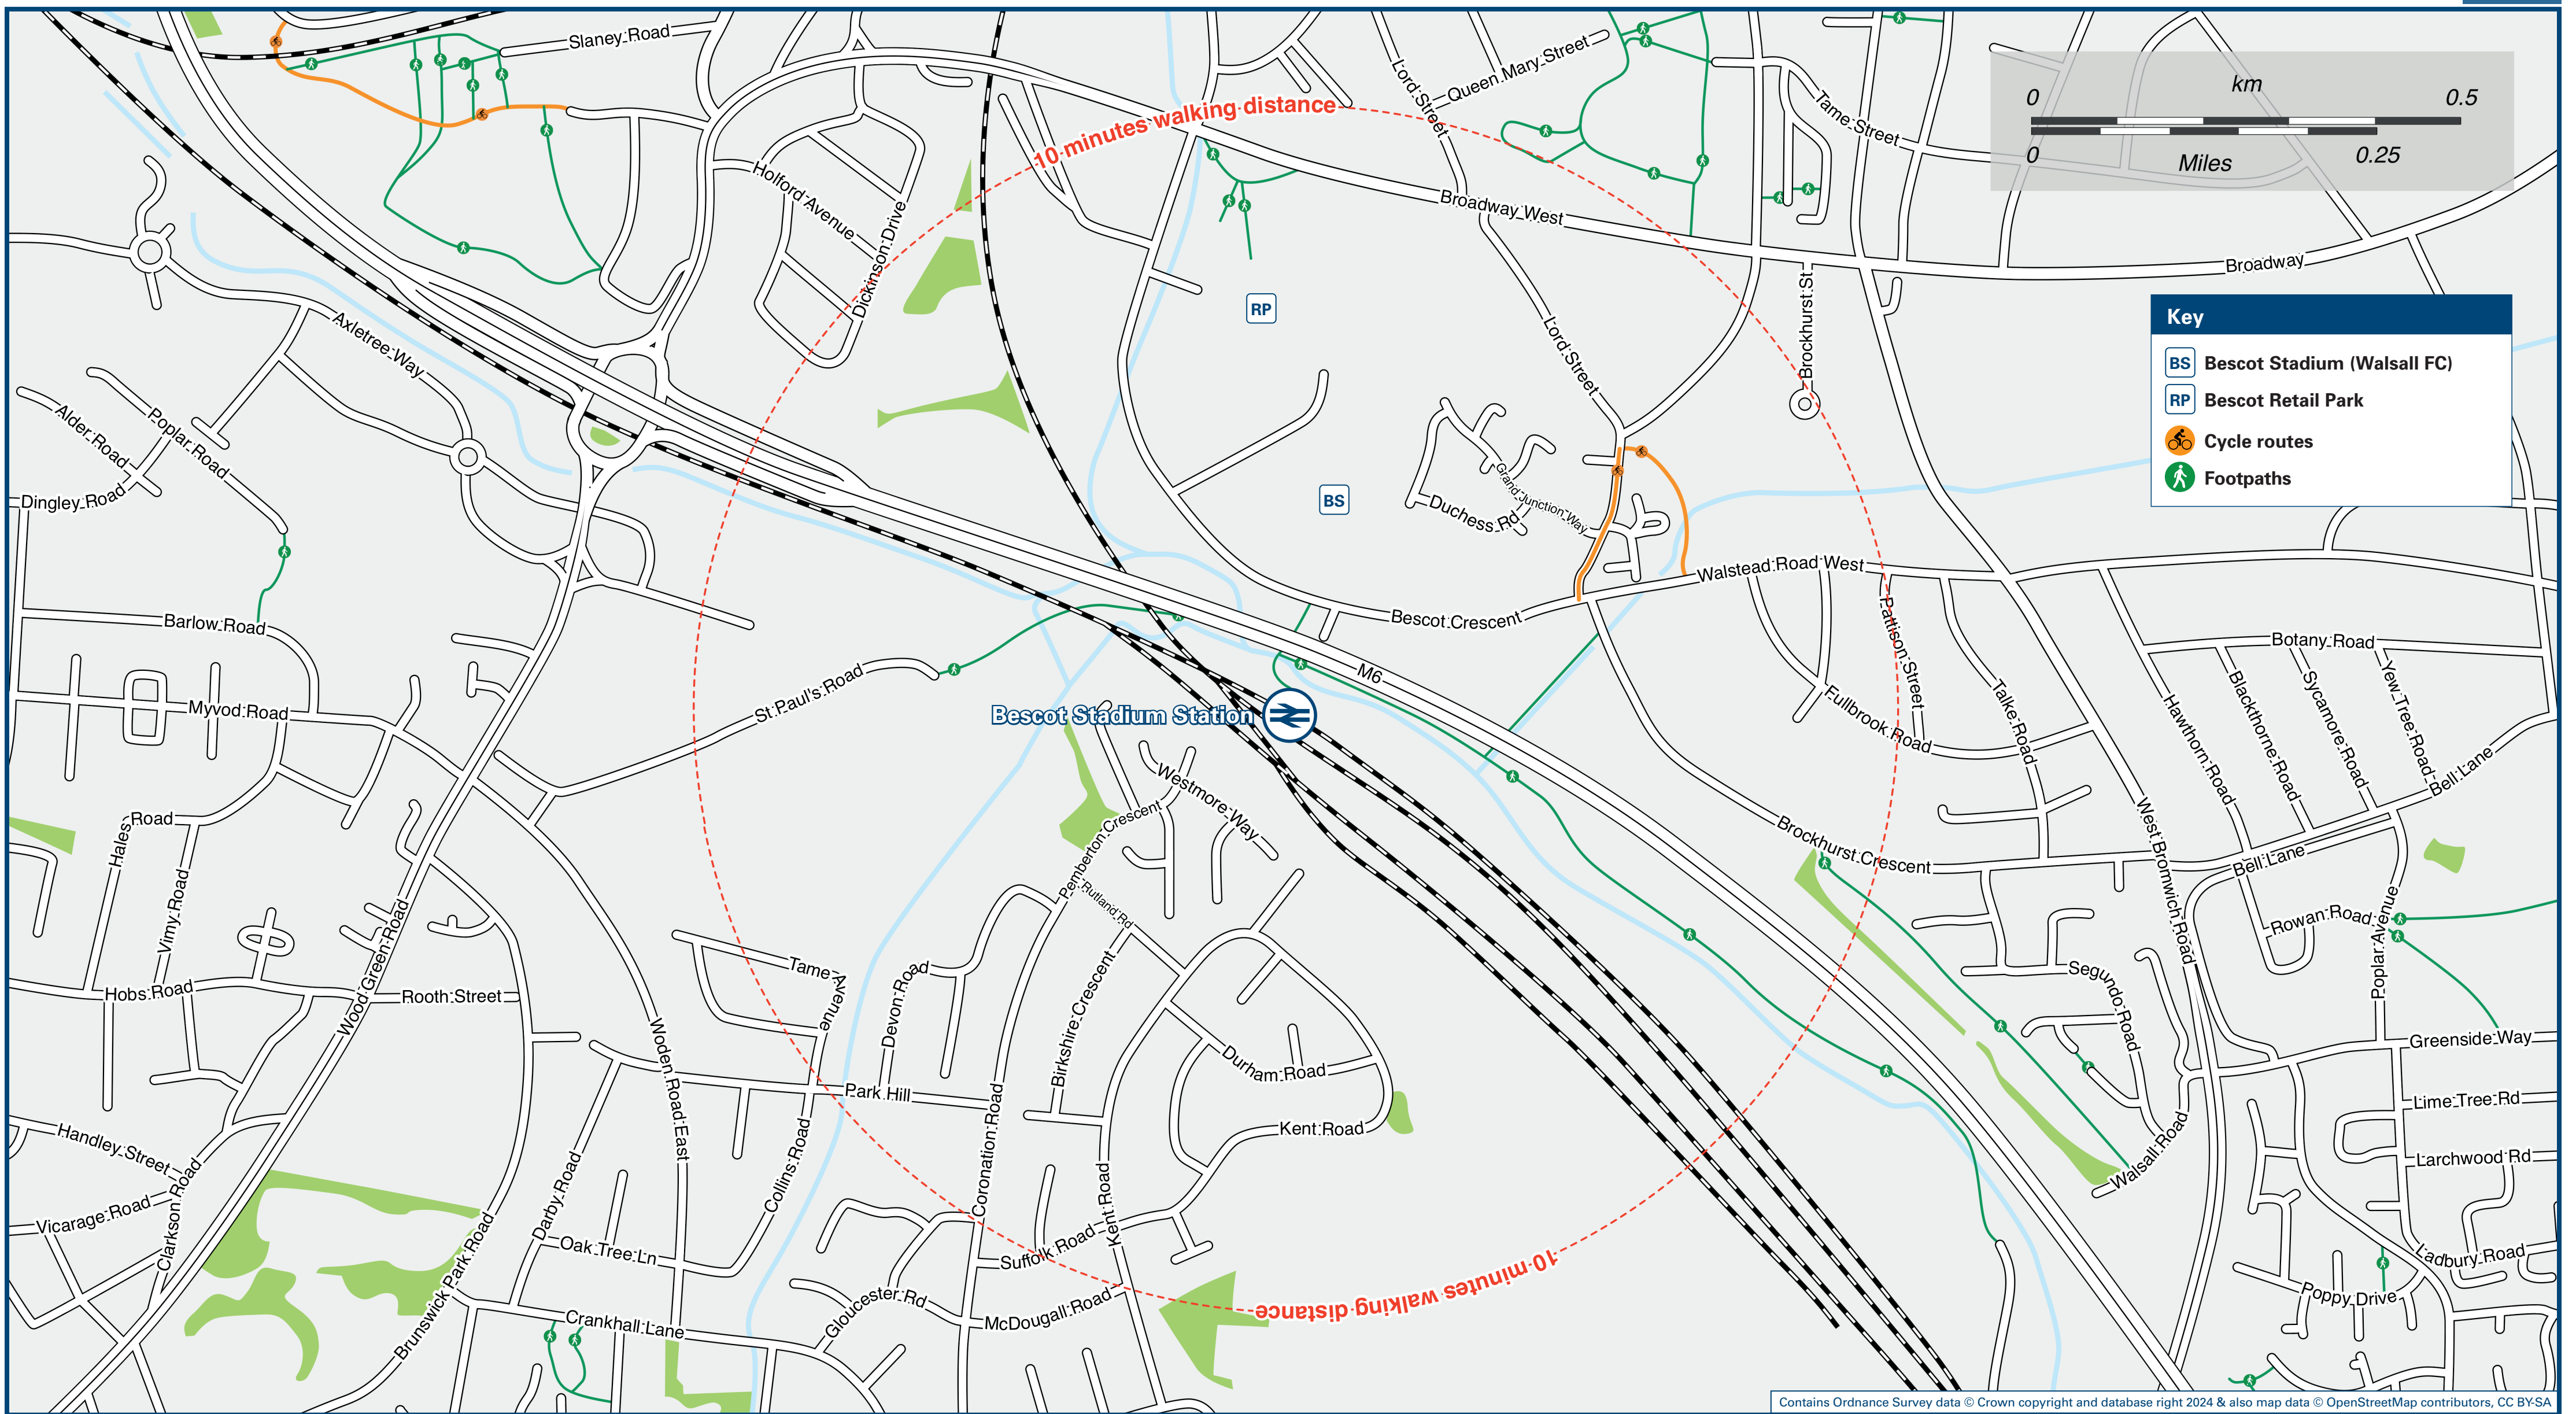 Slaney Road
10 minutes walking distance
Lord Street
Queen Mary Street
Tame Street
km
0
0.5
0
0.25
Miles
Holford Avenue
Dickinson Drive
Broadway West
Broadway
Axletree Way
RP
Lord Street
Brockhurst St
Key
BS Bescot Stadium (Walsall FC)
RP Bescot Retail Park
Cycle routes
Footpaths
Alder Road
Poplar Road
Dingley Road
BS
Duchess Rd
Grand Junction Way
Walstead Road West
Bescot Crescent
Barlow Road
Myvod Road
St Paul's Road
M6
Bescot Stadium Station
Pattison Street
Fullbrook Road
Talke Road
Botany Road
Hawthorn Road
Blackthorne Road
Sycamore Road
Yew Tree Road
Bell Lane
Westmore Way
Pemberton Crescent
Rutland Rd
Hales Road
Vimy Road
Brockhurst Crescent
West Bromwich Road
Bell Lane
Rowan Road
Poplar Avenue
Hobs Road
Rooth Street
Wood Green Road
Woden Road East
Tame Avenue
Devon Road
Birkshire Crescent
Segundo Road
Greenside Way
Durham Road
Park Hill
Kent Road
Lime Tree Rd
Larchwood Rd
Walsall Road
Handley Street
Vicarage Road
Clarkson Road
Darby Road
Collins Road
Coronation Road
Kent Road
Oak Tree Ln
Suffolk Road
Brunswick Park Road
Crankhall Lane
Gloucester Rd
McDougall Road
10 minutes walking distance
Ladbury Road
Poppy Drive
Contains Ordnance Survey data © Crown copyright and database right 2024 & also map data © OpenStreetMap contributors, CC BY-SA